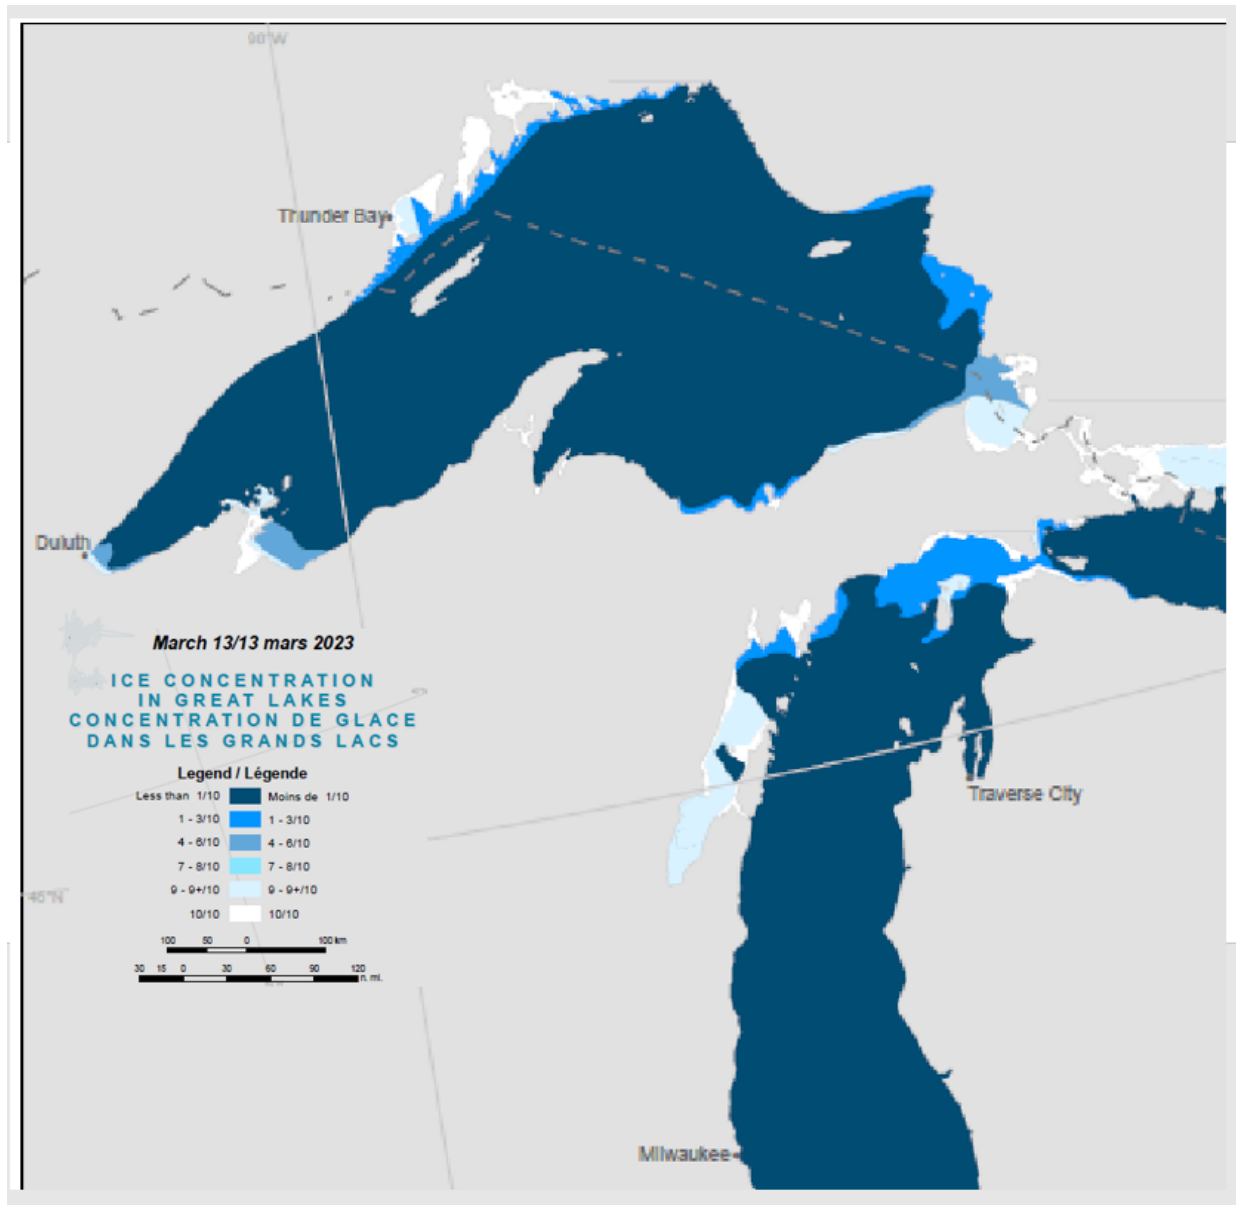 90°W
Thunder Bay
Duluth
March 13/13 mars 2023
ICE CONCENTRATION
IN GREAT LAKES
CONCENTRATION DE GLACE
DANS LES GRANDS LACS
Legend / Légende
Less than 1/10 Moins de 1/10
1 - 3/10 1 - 3/10
4 - 6/10 4 - 6/10
7 - 8/10 7 - 8/10
9 - 9+/10 9 - 9+/10
10/10 10/10
Traverse City
45°N
100 50 0 100 km
30 15 0 30 60 90 120
n. mi.
Milwaukee